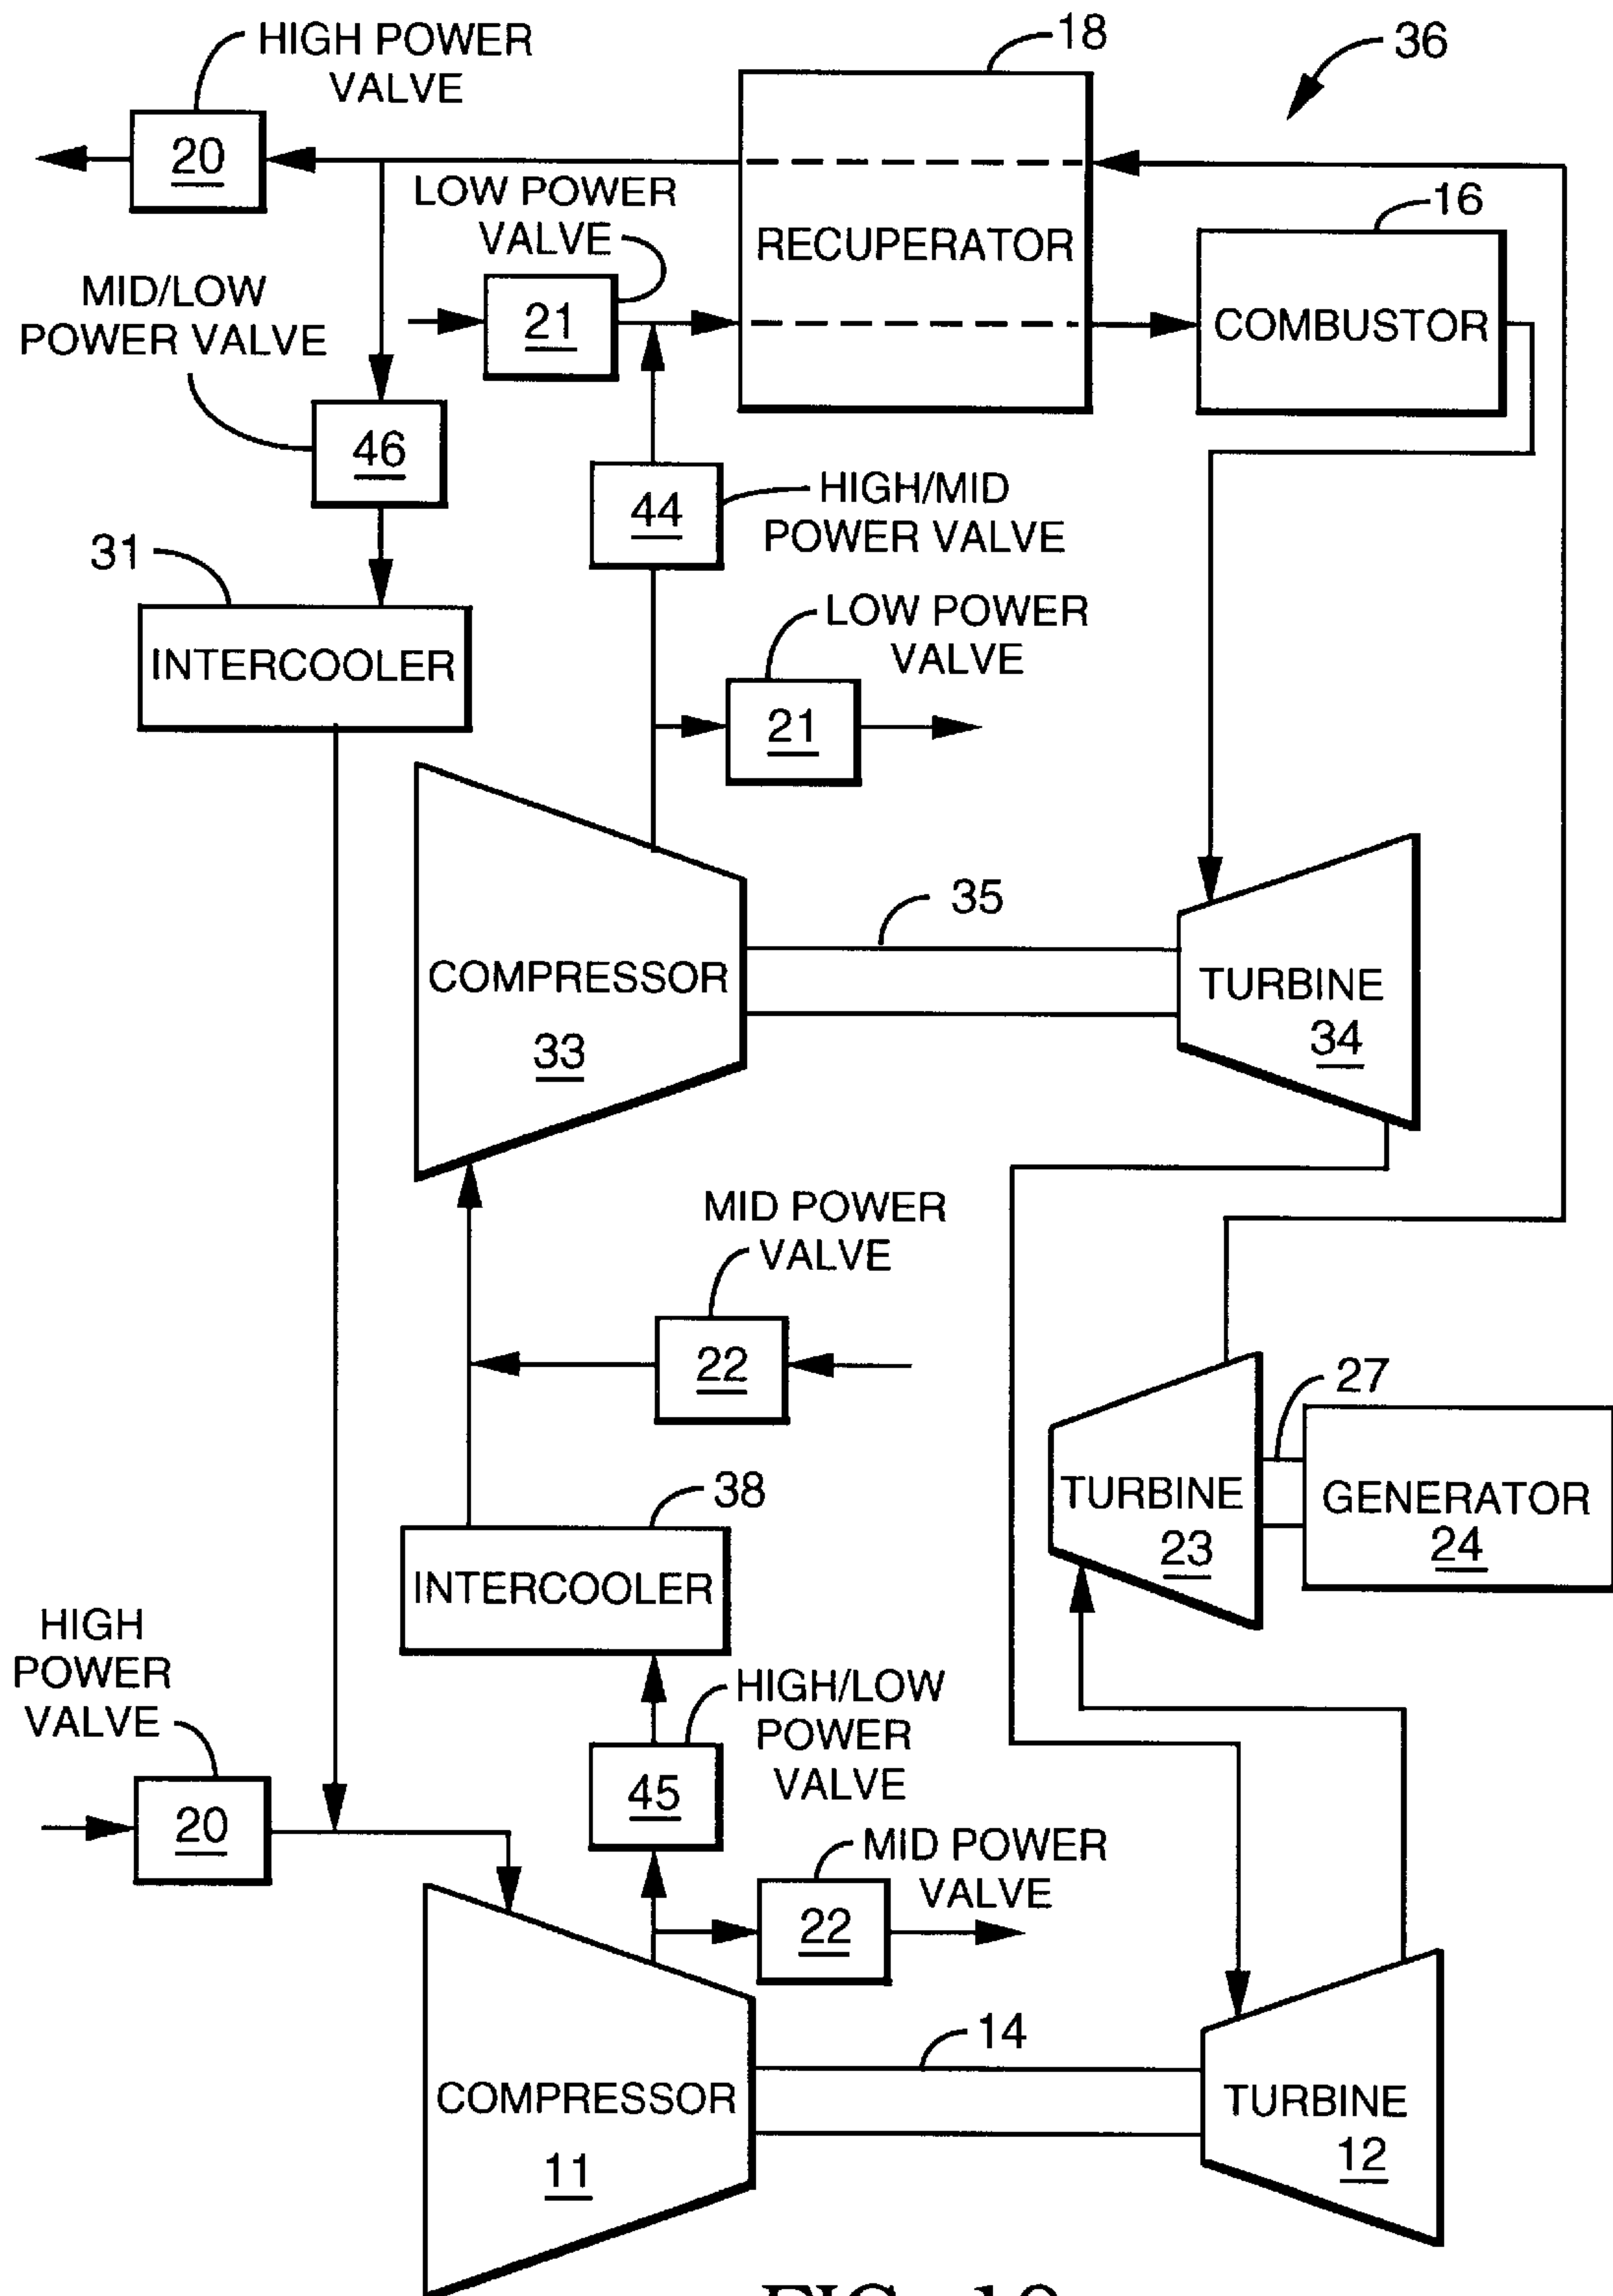 HIGH POWER
VALVE
18
36
20
LOW POWER
VALVE
16
RECUPERATOR
MID/LOW
POWER VALVE
21
COMBUSTOR
46
44
HIGH/MID
POWER VALVE
31
LOW POWER
VALVE
INTERCOOLER
21
35
COMPRESSOR
33
TURBINE
34
MID POWER
VALVE
22
27
38
TURBINE
23
GENERATOR
24
INTERCOOLER
HIGH
POWER
VALVE
HIGH/LOW
POWER
VALVE
45
20
MID POWER
VALVE
22
14
COMPRESSOR
11
TURBINE
12